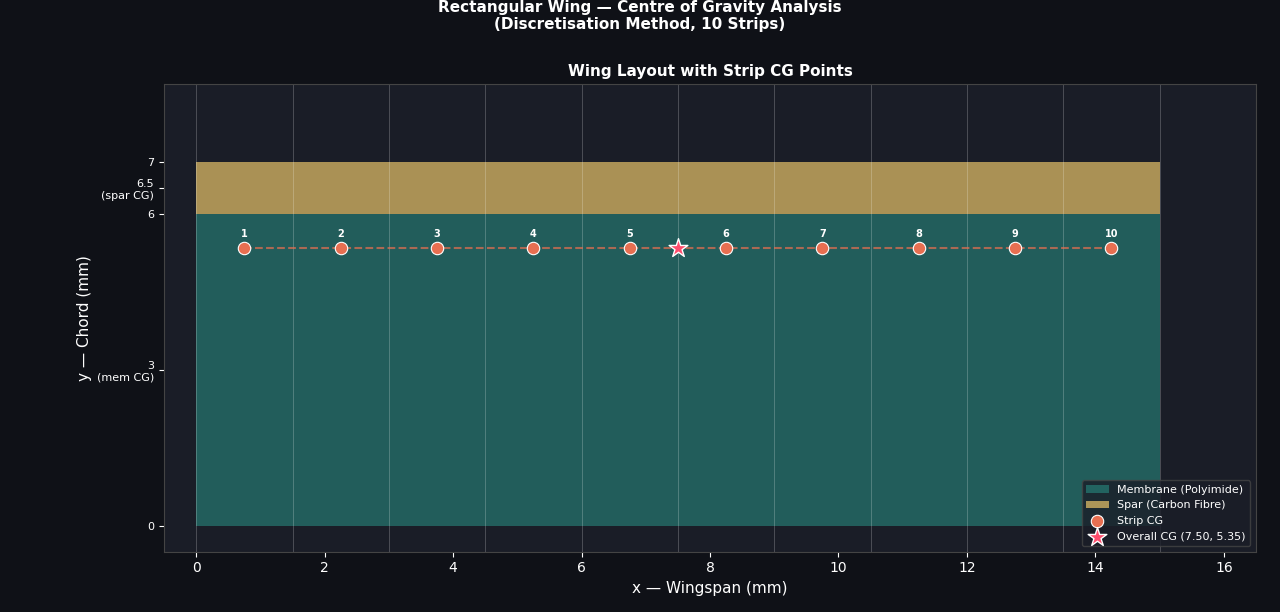 Rectangular Wing — Centre of Gravity Analysis
(Discretisation Method, 10 Strips)
Wing Layout with Strip CG Points
7
6.5
(spar CG)
6
1 2 3 4 5 6 7 8 9 10
y — Chord (mm)
3
(mem CG)
0
Membrane (Polyimide)
Spar (Carbon Fibre)
Strip CG
Overall CG (7.50, 5.35)
0 2 4 6 8 10 12 14 16
x — Wingspan (mm)